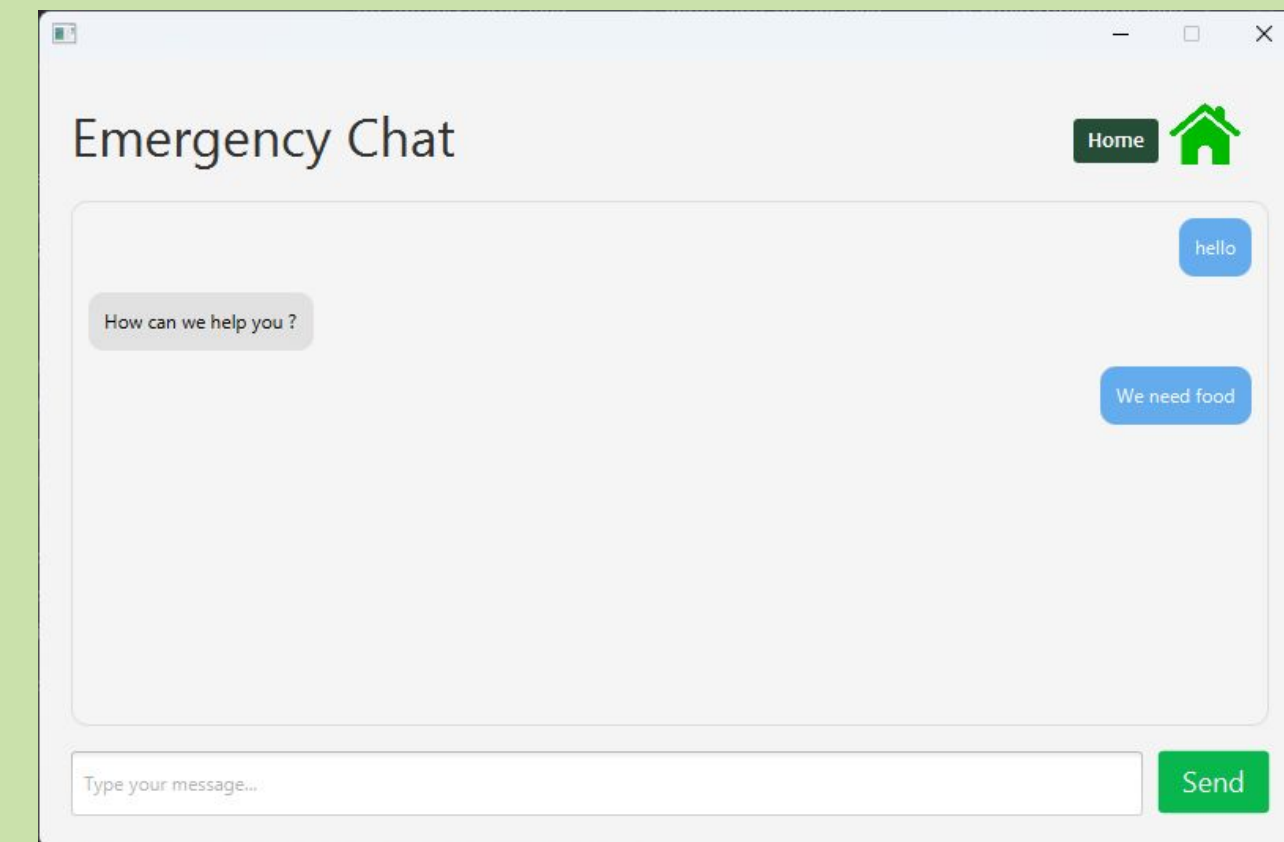 Emergency Chat
Home
hello
How can we help you ?
We need food
Type your message...
Send